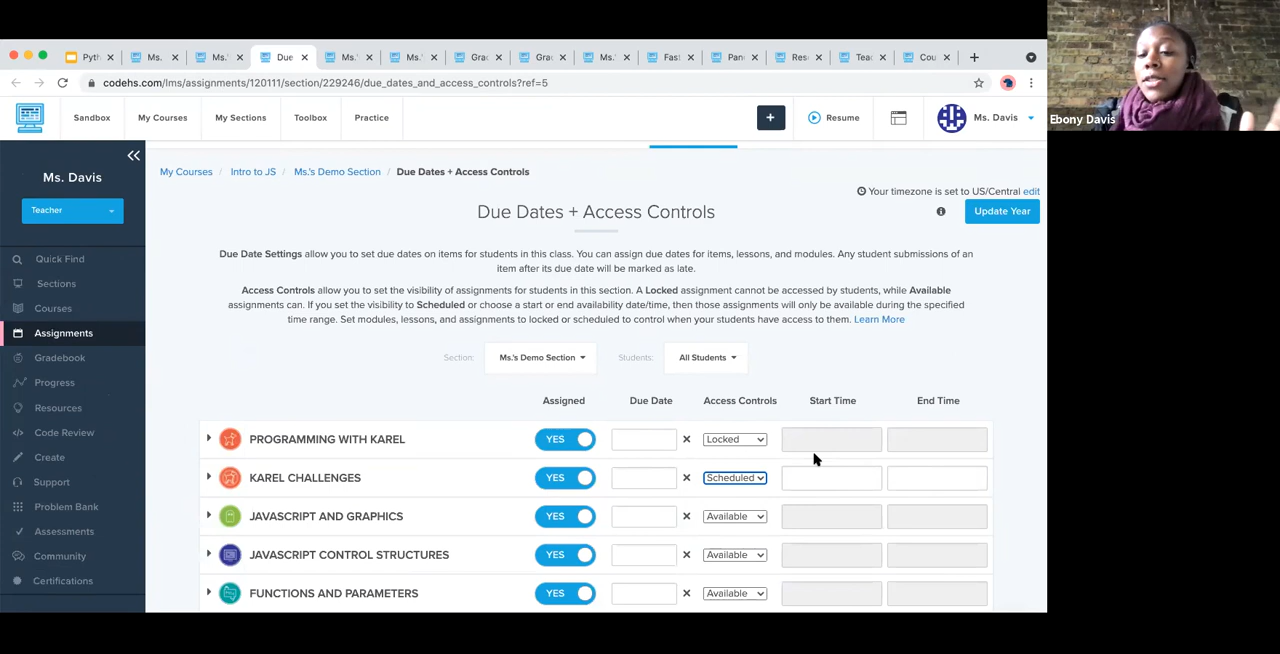 Pyth
Ms.
Ms.'
Due
Ms.'
Ms.'
Grad
Grad
Ms.'
Fast
Pane
Reso
Teac
Cou
codehs.com/lms/assignments/120111/section/229246/due_dates_and_access_controls?ref=5
Ebony Davis
Sandbox
My Courses
My Sections
Toolbox
Practice
+
Resume
Ms. Davis
Ms. Davis
Teacher
Quick Find
Sections
Courses
Assignments
Gradebook
Progress
Resources
Code Review
Create
Support
Problem Bank
Assessments
Community
Certifications
My Courses / Intro to JS / Ms.'s Demo Section / Due Dates + Access Controls
Your timezone is set to US/Central edit
Due Dates + Access Controls
Update Year
Due Date Settings allow you to set due dates on items for students in this class. You can assign due dates for items, lessons, and modules. Any student submissions of
an item after its due date will be marked as late.
Access Controls allow you to set the visibility of assignments for students in this section. A Locked assignment cannot be accessed by students, while Available
assignments can. If you set the visibility to Scheduled or choose a start or end availability date/time, then those assignments will only be available during the specified
time range. Set modules, lessons, and assignments to locked or scheduled to control when your students have access to them. Learn More
Section: Ms.'s Demo Section Students: All Students
Assigned Due Date Access Controls Start Time End Time
PROGRAMMING WITH KAREL YES Locked
KAREL CHALLENGES YES Scheduled
JAVASCRIPT AND GRAPHICS YES Available
JAVASCRIPT CONTROL STRUCTURES YES Available
FUNCTIONS AND PARAMETERS YES Available